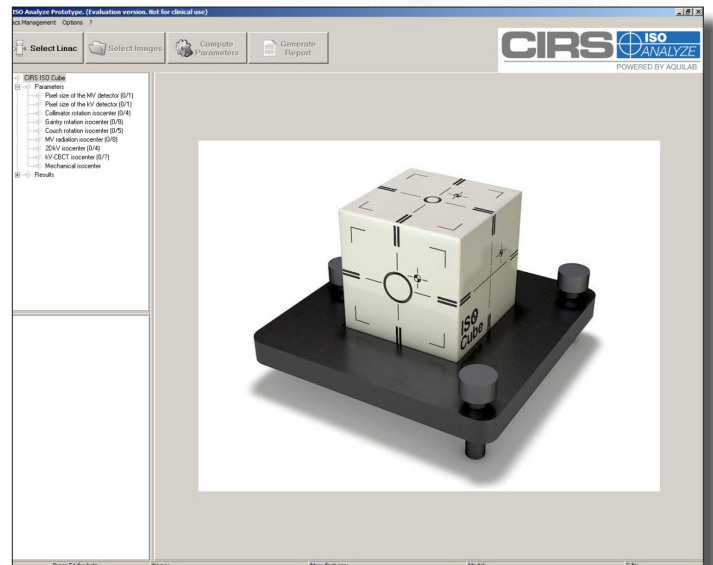 ISO Analyze Prototype. (Evaluation version. Not for clinical use)
acs Management Options ?
Select Linac
Select Images
Compute Parameters
Generate Report
CIRS ISO ANALYZE
POWERED BY AQUILAB
CIRS ISO Cube
Parameters
Pixel size of the MV detector (0/1)
Pixel size of the kV detector (0/1)
Collimator rotation isocenter (0/4)
Gantry rotation isocenter (0/8)
Couch rotation isocenter (0/5)
MV radiation isocenter (0/8)
2DkV isocenter (0/4)
kV-CBCT isocenter (0/?)
Mechanical isocenter
Results
ISO
Cube